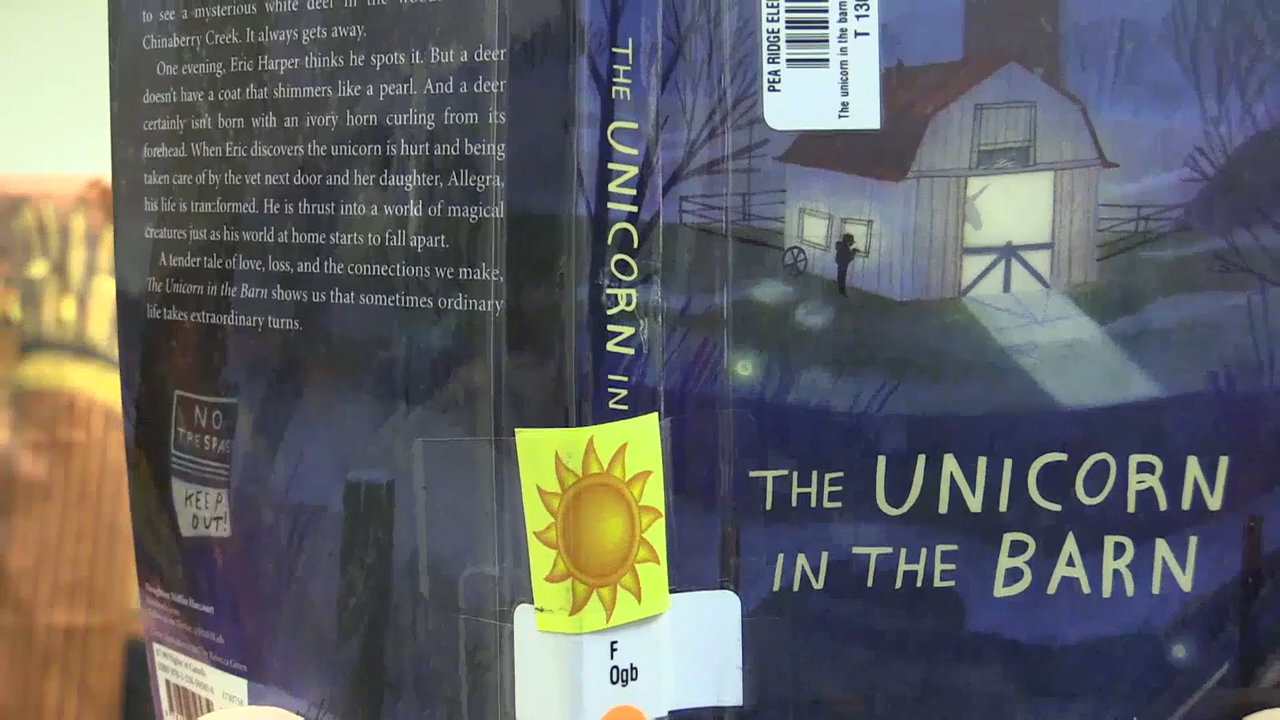 to see a mysterious white deer in the
Chinaberry Creek. It always gets away.
One evening, Eric Harper thinks he spots it. But a deer
doesn't have a coat that shimmers like a pearl. And a deer
certainly isn't born with an ivory horn curling from its
forehead. When Eric discovers the unicorn is hurt and being
taken care of by the vet next door and her daughter, Allegra,
his life is transformed. He is thrust into a world of magical
creatures just as his world at home starts to fall apart.
A tender tale of love, loss, and the connections we make,
The Unicorn in the Barn shows us that sometimes ordinary
life takes extraordinary turns.
NO
TRESPAS
KEEP
OUT!
Houghton Mifflin Harcourt
THE UNICORN IN
F
Ogb
PEA RIDGE ELE
The unicorn in the barn
T 130
THE UNICORN
IN THE BARN